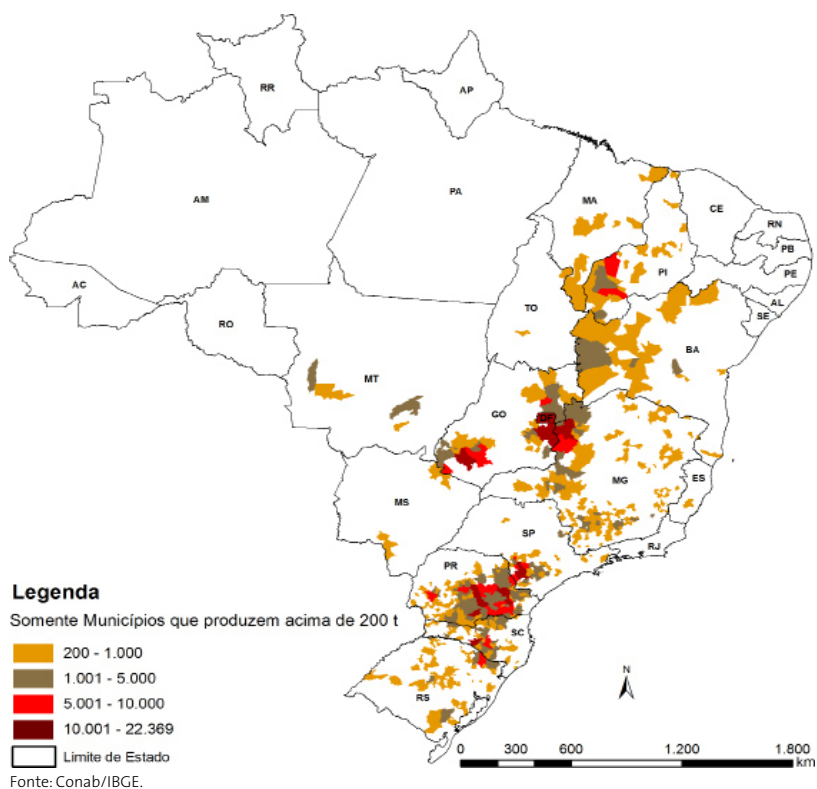 RR
AP
AM
PA
MA
CE
RN
PB
PE
AL
SE
PI
AC
TO
RO
BA
MT
GO
DF
MG
ES
MS
SP
RJ
PR
SC
RS
Legenda
Somente Municípios que produzem acima de 200 t
200 - 1.000
1.001 - 5.000
5.001 - 10.000
10.001 - 22.369
Limite de Estado
N
0 300 600 1.200 1.800
km
Fonte: Conab/IBGE.